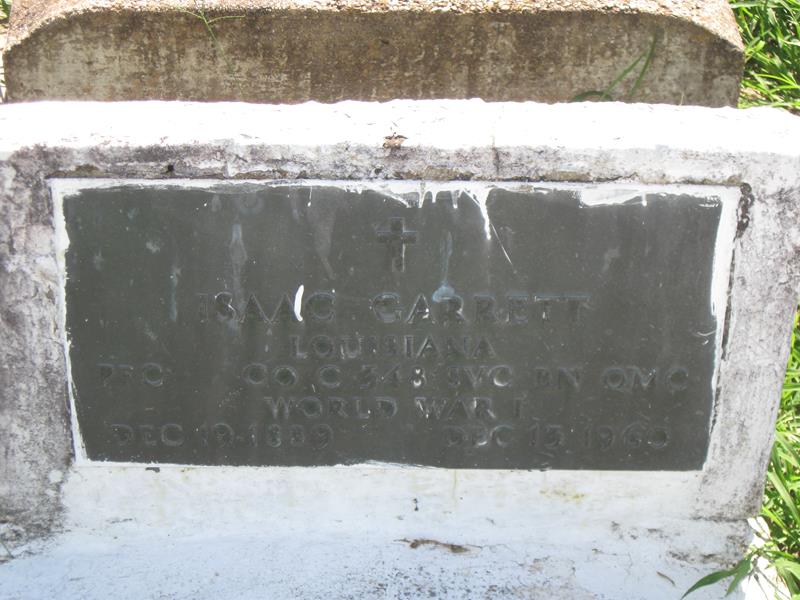 ISAAC GARRETT
LOUISIANA
PFC CO C 348 SVC BN QMC
WORLD WAR I
DEC 19 1889 DEC 15 1960